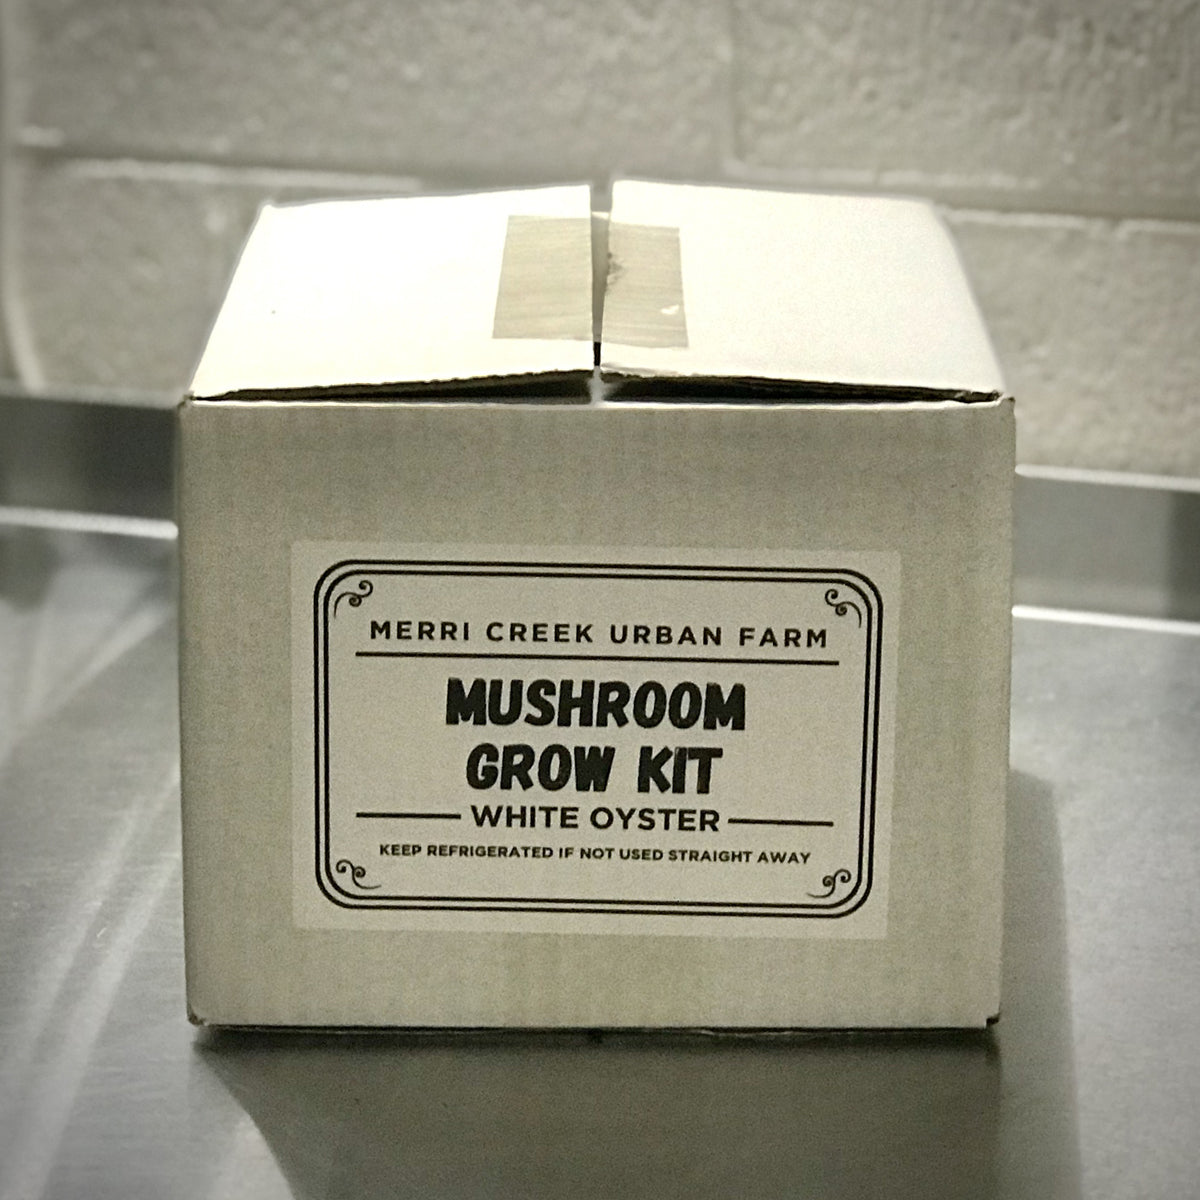 MERRI CREEK URBAN FARM
MUSHROOM
GROW KIT
WHITE OYSTER
KEEP REFRIGERATED IF NOT USED STRAIGHT AWAY